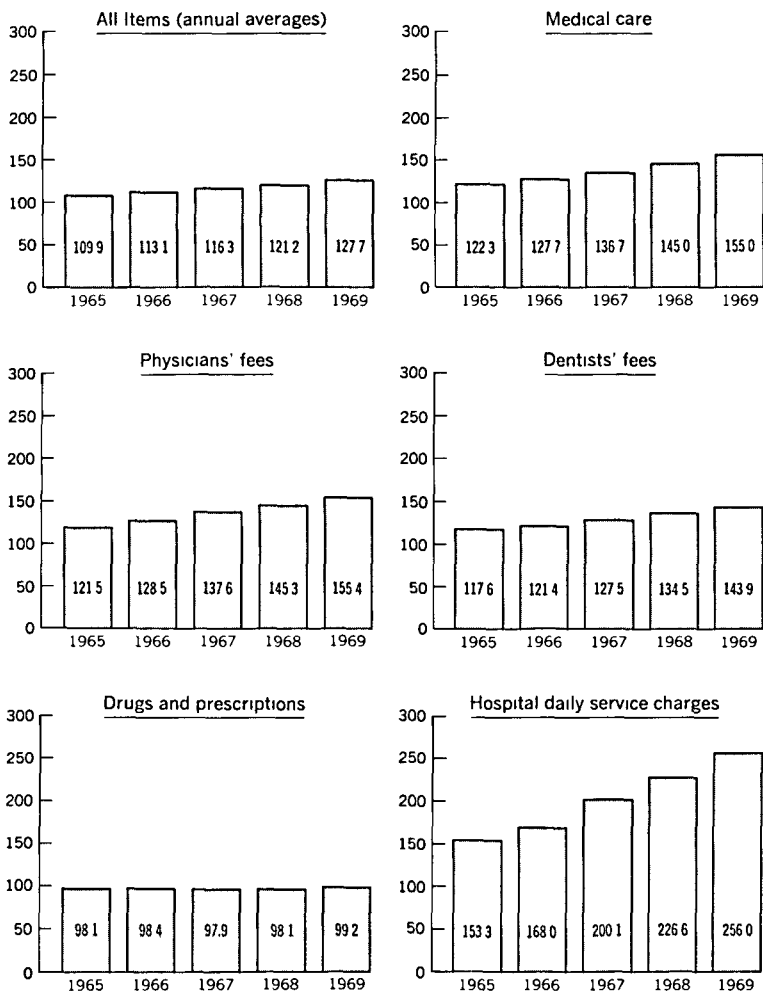 All Items (annual averages)
300
250
200
150
100
50
0
109 9 113 1 116 3 121 2 127 7
1965 1966 1967 1968 1969
Medical care
300
250
200
150
100
50
0
122 3 127 7 136 7 145 0 155 0
1965 1966 1967 1968 1969
Physicians' fees
300
250
200
150
100
50
0
121 5 128 5 137 6 145 3 155 4
1965 1966 1967 1968 1969
Dentists' fees
300
250
200
150
100
50
0
117 6 121 4 127 5 134 5 143 9
1965 1966 1967 1968 1969
Drugs and prescriptions
300
250
200
150
100
50
0
98 1 98 4 97.9 98 1 99 2
1965 1966 1967 1968 1969
Hospital daily service charges
300
250
200
150
100
50
0
153 3 168 0 200 1 226 6 256 0
1965 1966 1967 1968 1969